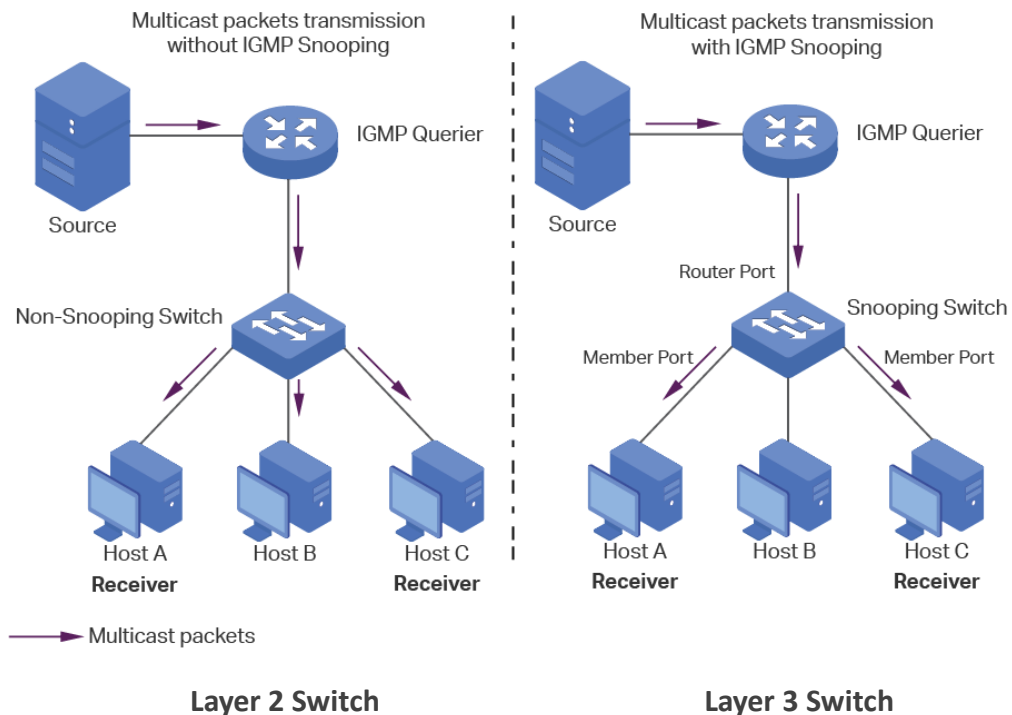 Multicast packets transmission
without IGMP Snooping
Source
IGMP Querier
Non-Snooping Switch
Host A
Receiver
Host B
Host C
Receiver
Multicast packets
Layer 2 Switch
Multicast packets transmission
with IGMP Snooping
Source
IGMP Querier
Router Port
Snooping Switch
Member Port
Member Port
Host A
Receiver
Host B
Host C
Receiver
Layer 3 Switch